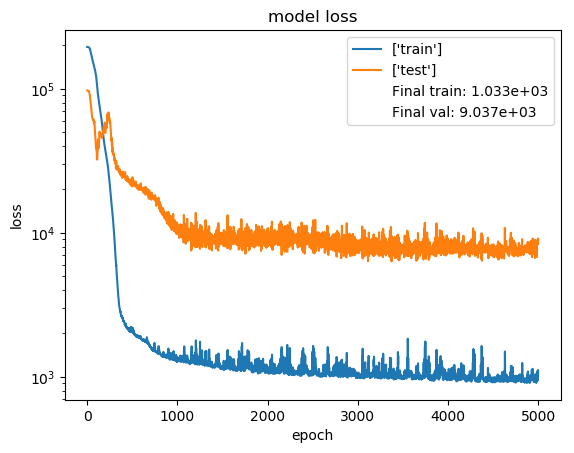 model loss
['train']
['test']
Final train: 1.033e+03
Final val: 9.037e+03
10^5
10^4
10^3
loss
0 1000 2000 3000 4000 5000
epoch